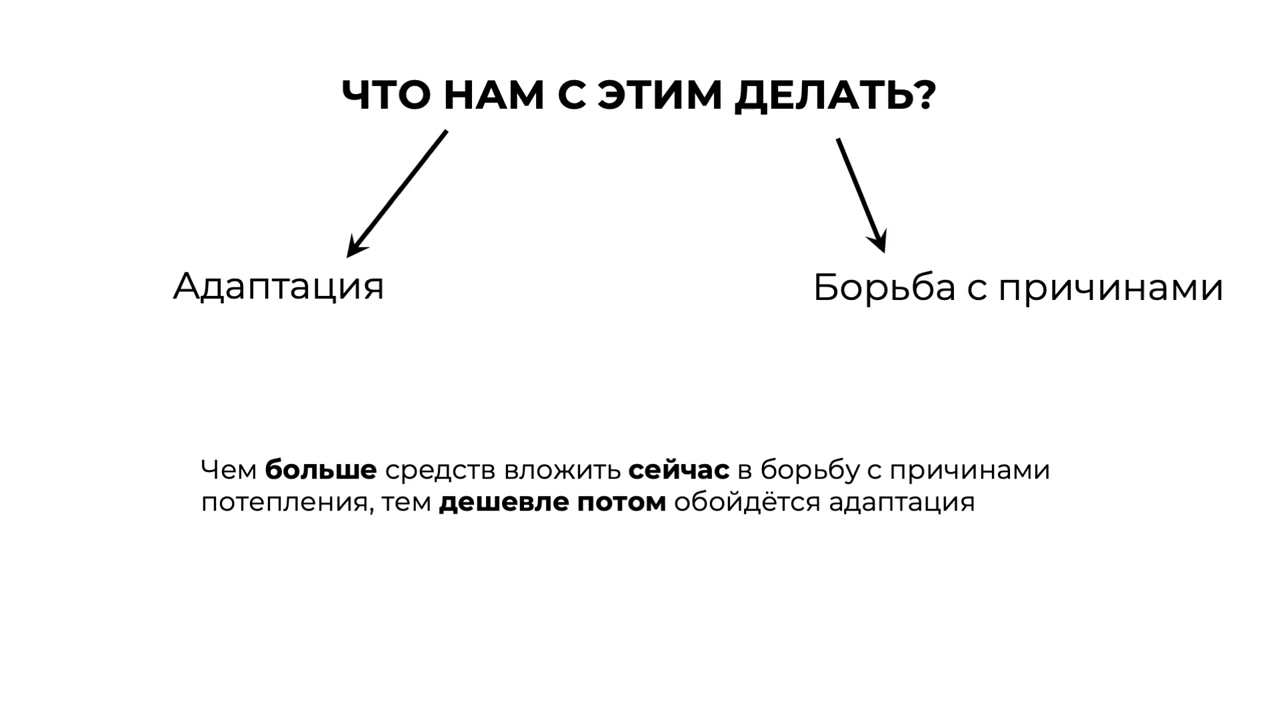 ЧТО НАМ С ЭТИМ ДЕЛАТЬ?
Адаптация
Борьба с причинами
Чем больше средств вложить сейчас в борьбу с причинами
потепления, тем дешевле потом обойдётся адаптация